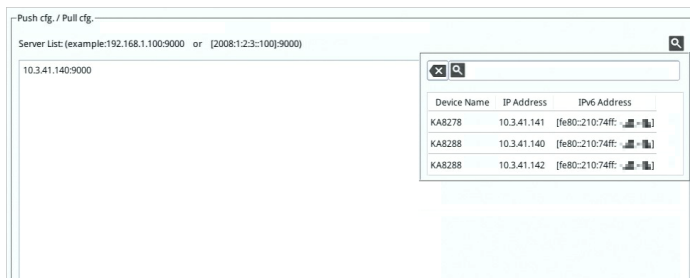 Push cfg. / Pull cfg.
Server List: (example:192.168.1.100:9000 or [2008:1:2:3::100]:9000)
10.3.41.140:9000
Device Name IP Address IPv6 Address
KA8278 10.3.41.141 [fe80::210:74ff:
KA8288 10.3.41.140 [fe80::210:74ff:
KA8288 10.3.41.142 [fe80::210:74ff: